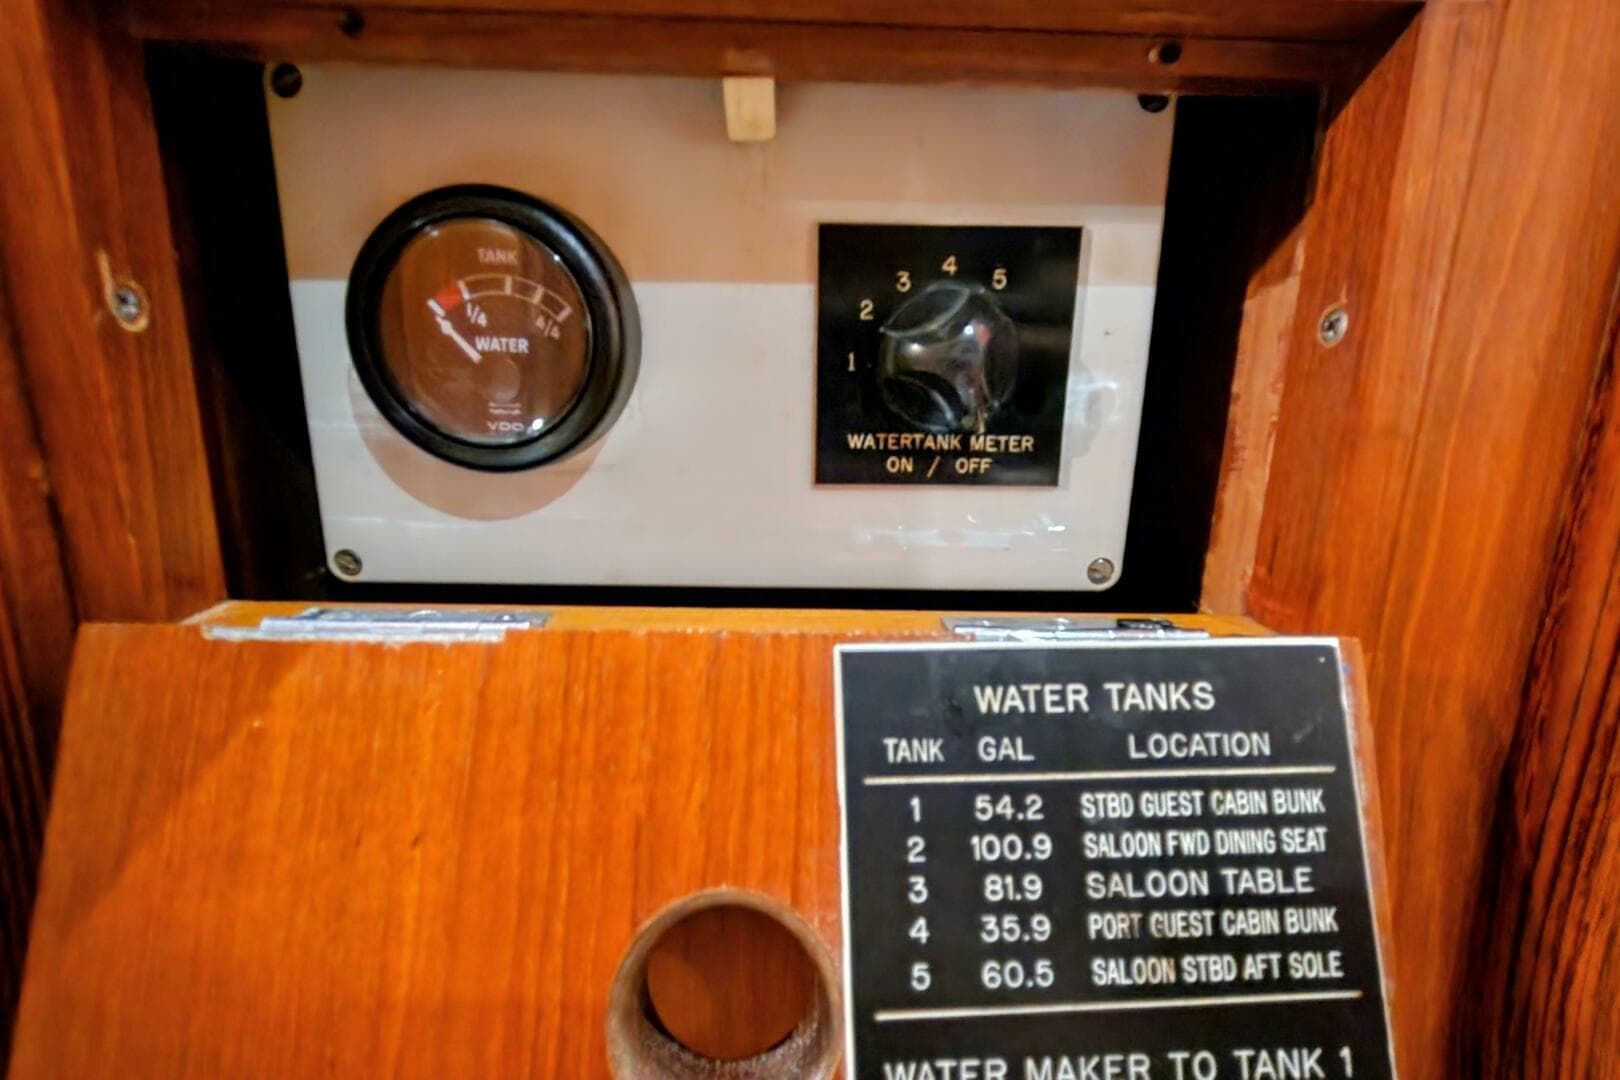 TANK
1/4
4/4
WATER
VDO
1
2
3
4
5
WATERTANK METER
ON / OFF
WATER TANKS
TANK GAL LOCATION
1 54.2 STBD GUEST CABIN BUNK
2 100.9 SALOON FWD DINING SEAT
3 81.9 SALOON TABLE
4 35.9 PORT GUEST CABIN BUNK
5 60.5 SALOON STBD AFT SOLE
WATER MAKER TO TANK 1